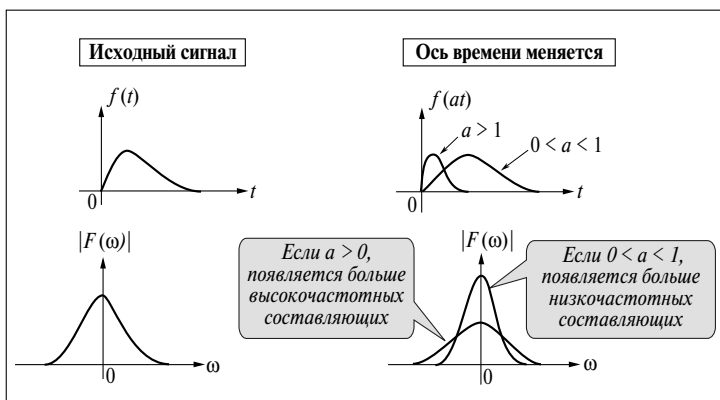 Исходный сигнал
Ось времени меняется
f (t)
t
0
f (at)
a > 1
0 < a < 1
t
0
|F (ω)|
ω
0
Если a > 0,
появляется больше
высокочастотных
составляющих
|F (ω)|
Если 0 < a < 1,
появляется больше
низкочастотных
составляющих
ω
0